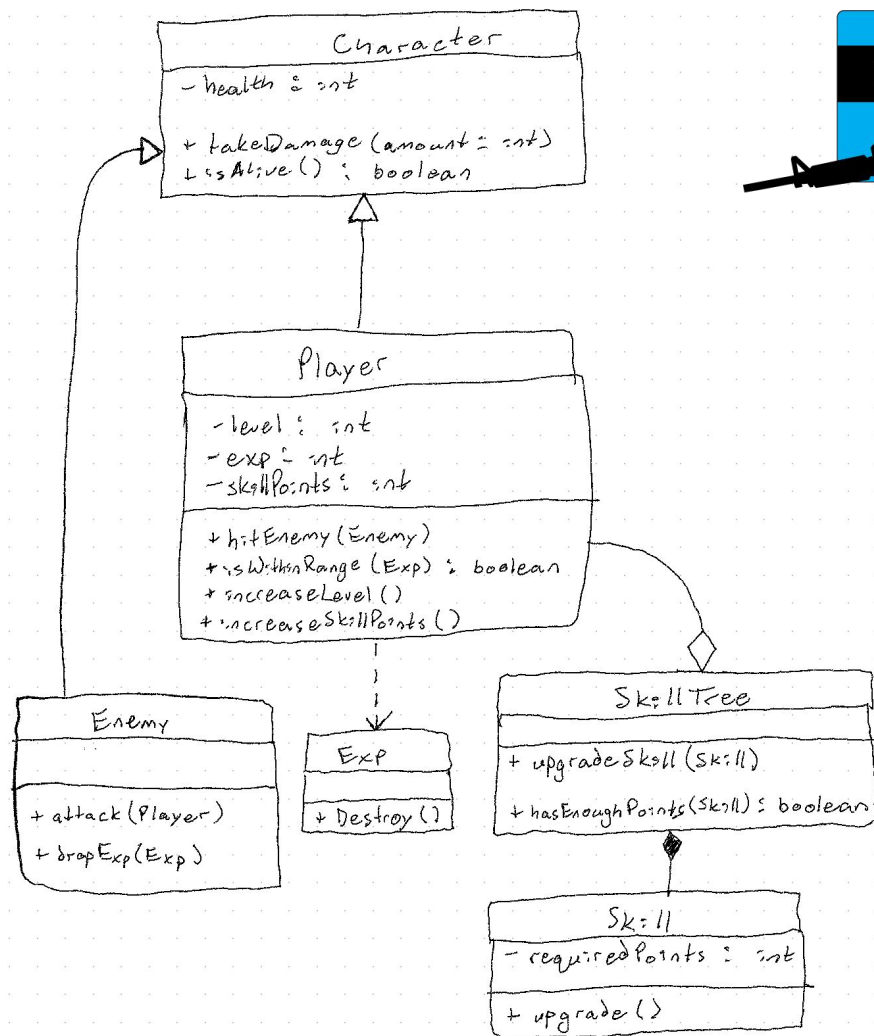 Character
- health : int
+ takeDamage (amount : int)
+ isAlive() : boolean
Player
- level : int
- exp : int
- skillPoints : int
+ hitEnemy (Enemy)
+ isWithinRange (Exp) : boolean
+ increaseLevel ()
+ increaseSkillPoints ()
Enemy
+ attack (Player)
+ dropExp (Exp)
Exp
+ Destroy ()
SkillTree
+ upgradeSkill (Skill)
+ hasEnoughPoints (Skill) : boolean
Skill
- requiredPoints : int
+ upgrade ()